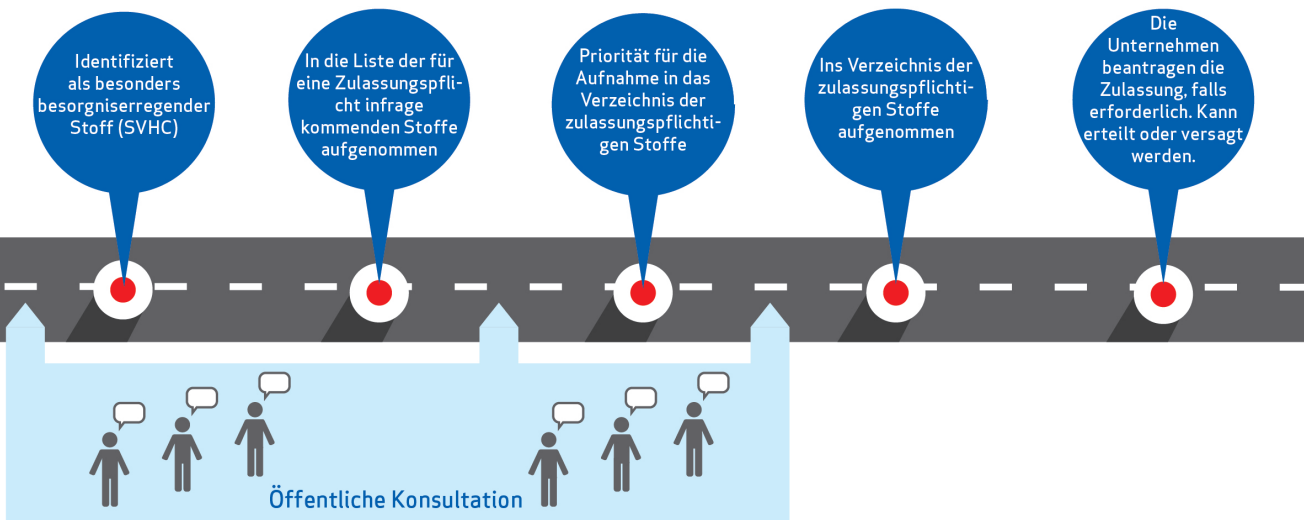 Identifiziert
als besonders
besorgniserregender
Stoff (SVHC)
In die Liste der für
eine Zulassungspfli-
cht infrage
kommenden Stoffe
aufgenommen
Priorität für die
Aufnahme in das
Verzeichnis der
zulassungspflichti-
gen Stoffe
Ins Verzeichnis der
zulassungspflichti-
gen Stoffe
aufgenommen
Die
Unternehmen
beantragen die
Zulassung, falls
erforderlich. Kann
erteilt oder versagt
werden.
Öffentliche Konsultation